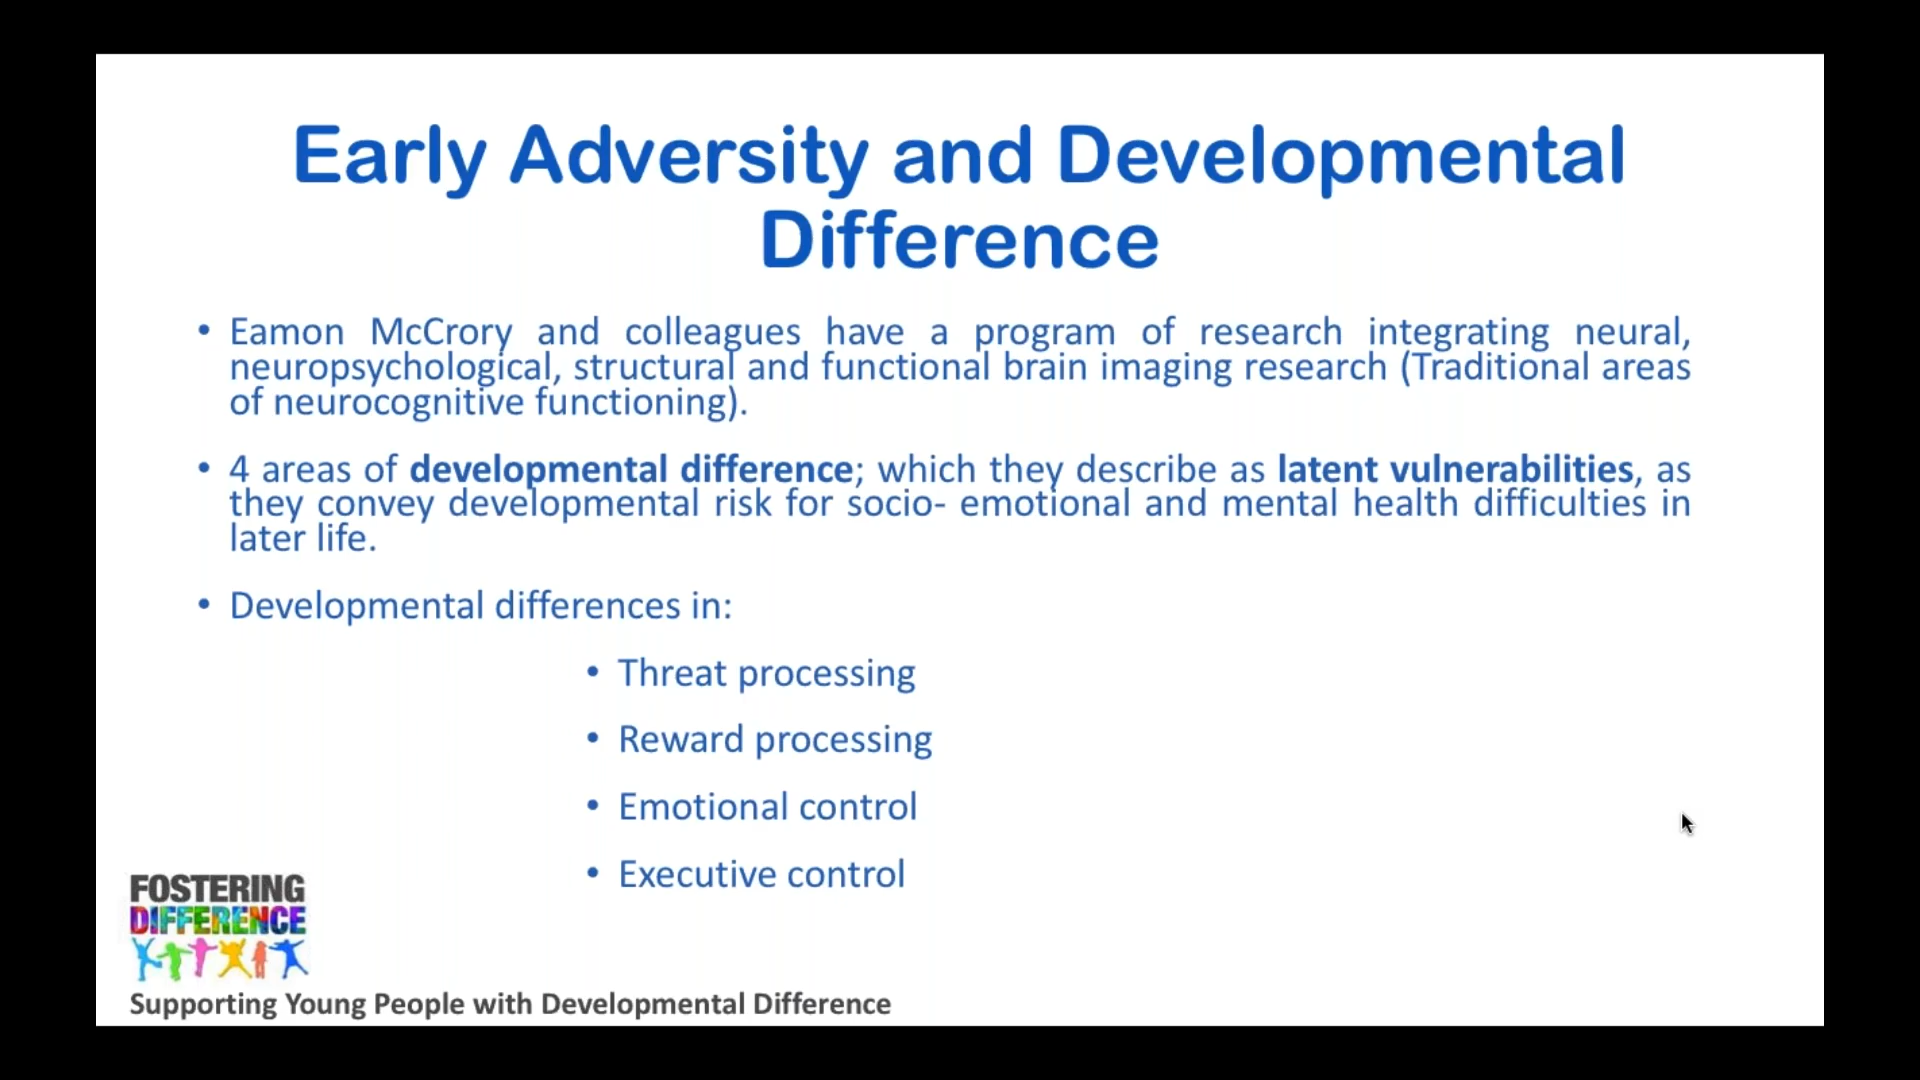 Early Adversity and Developmental
Difference
• Eamon McCrory and colleagues have a program of research integrating neural,
neuropsychological, structural and functional brain imaging research (Traditional areas
of neurocognitive functioning).
• 4 areas of developmental difference; which they describe as latent vulnerabilities, as
they convey developmental risk for socio- emotional and mental health difficulties in
later life.
• Developmental differences in:
• Threat processing
• Reward processing
• Emotional control
• Executive control
FOSTERING
DIFFERENCE
Supporting Young People with Developmental Difference